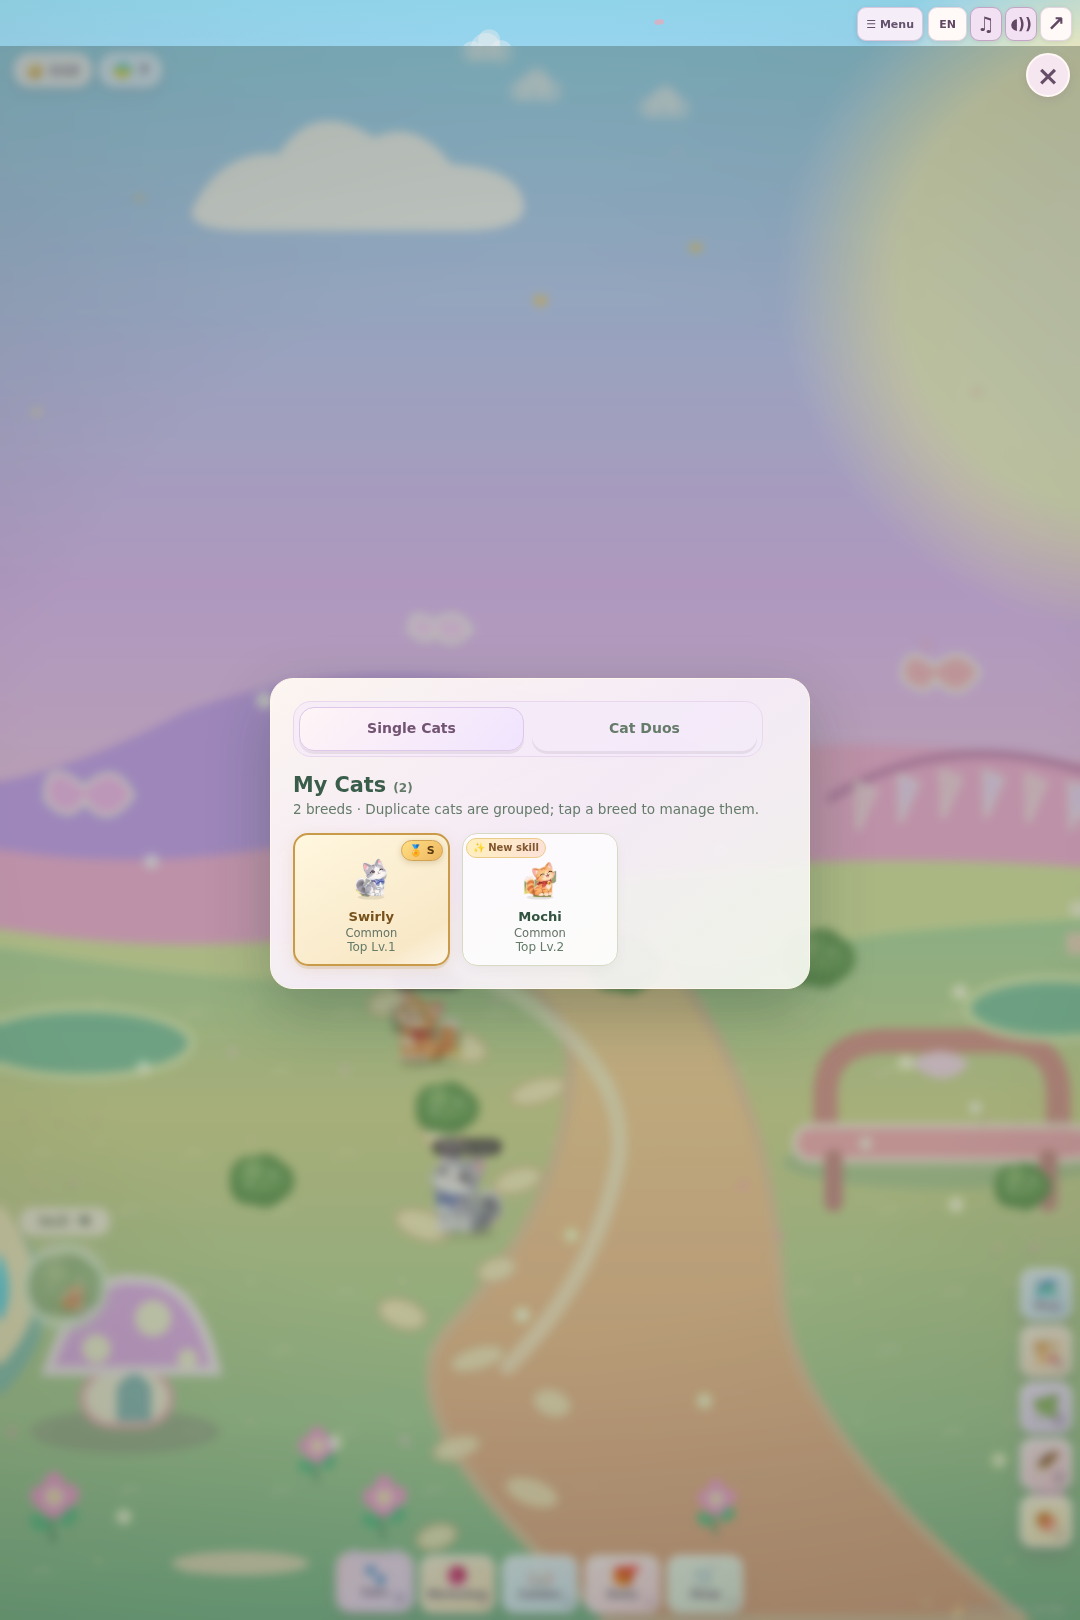 ☰ Menu
EN
Single Cats
Cat Duos
My Cats (2)
2 breeds · Duplicate cats are grouped; tap a breed to manage them.
S
Swirly
Common
Top Lv.1
✨ New skill
Mochi
Common
Top Lv.2